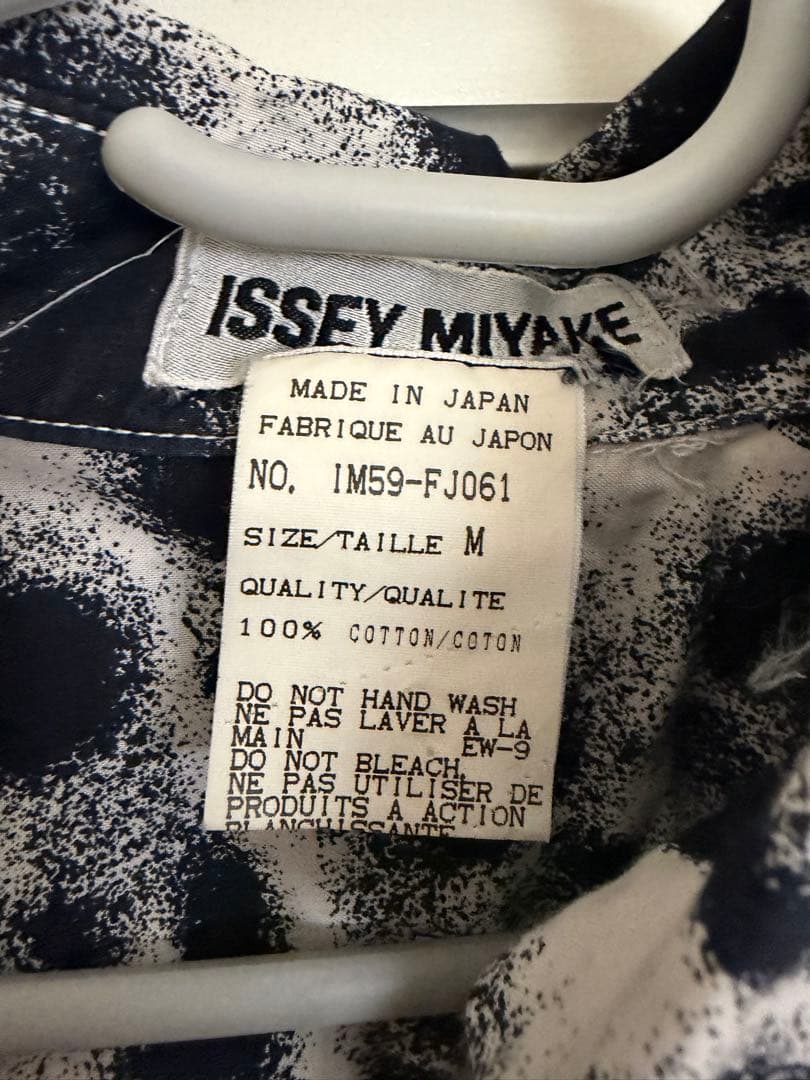 ISSEY MIYAKE
MADE IN JAPAN
FABRIQUE AU JAPON
NO. IM59-FJ061
SIZE/TAILLE M
QUALITY/QUALITE
100% COTTON/COTON
DO NOT HAND WASH
NE PAS LAVER A LA
MAIN EW-9
DO NOT BLEACH.
NE PAS UTILISER DE
PRODUITS A ACTION
BLANCHISSANTE